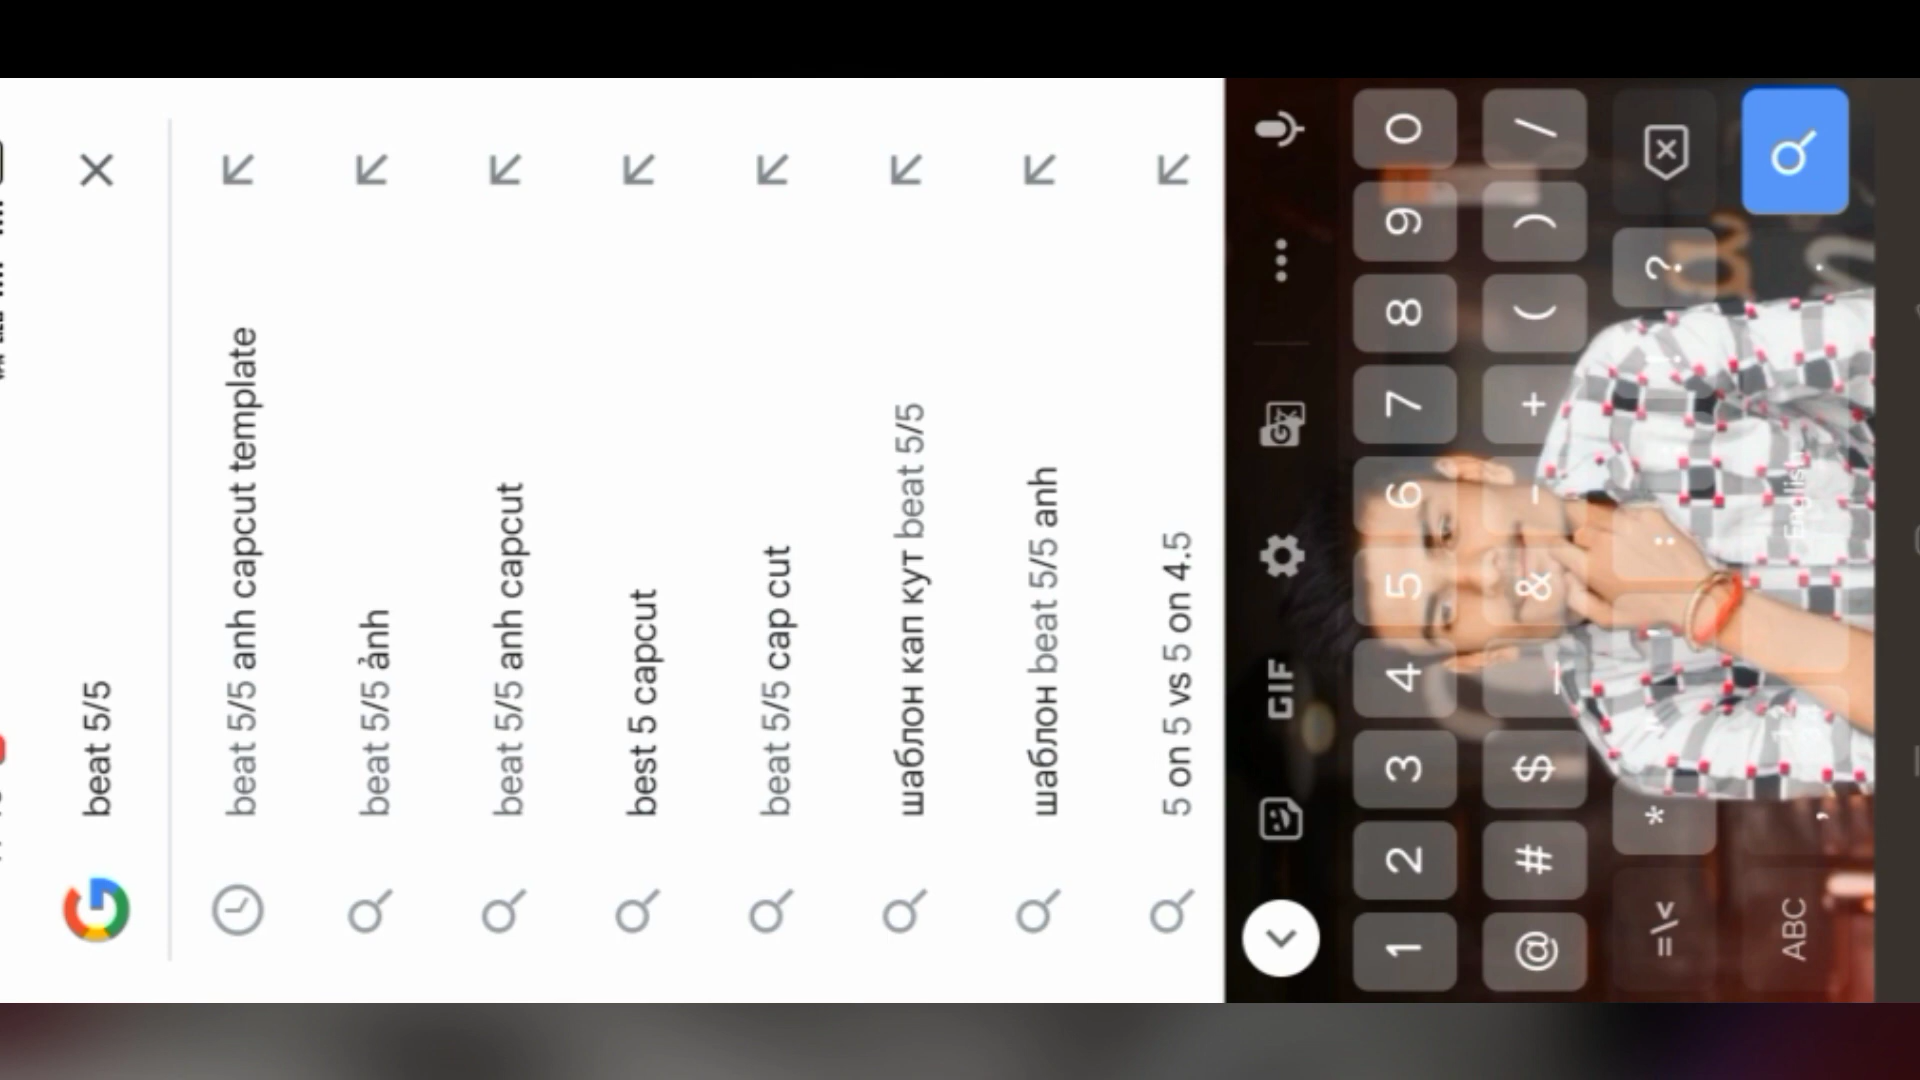 beat 5/5
beat 5/5 anh capcut template
beat 5/5 ảnh
beat 5/5 anh capcut
best 5 capcut
beat 5/5 cap cut
шаблон кап кут beat 5/5
шаблон beat 5/5 anh
5 on 5 vs 5 on 4.5
GIF
1 2 3 4 5 6 7 8 9 0
@ # $ _ & - + ( ) /
=\< * " ' : ; ! ?
ABC , 12 English .